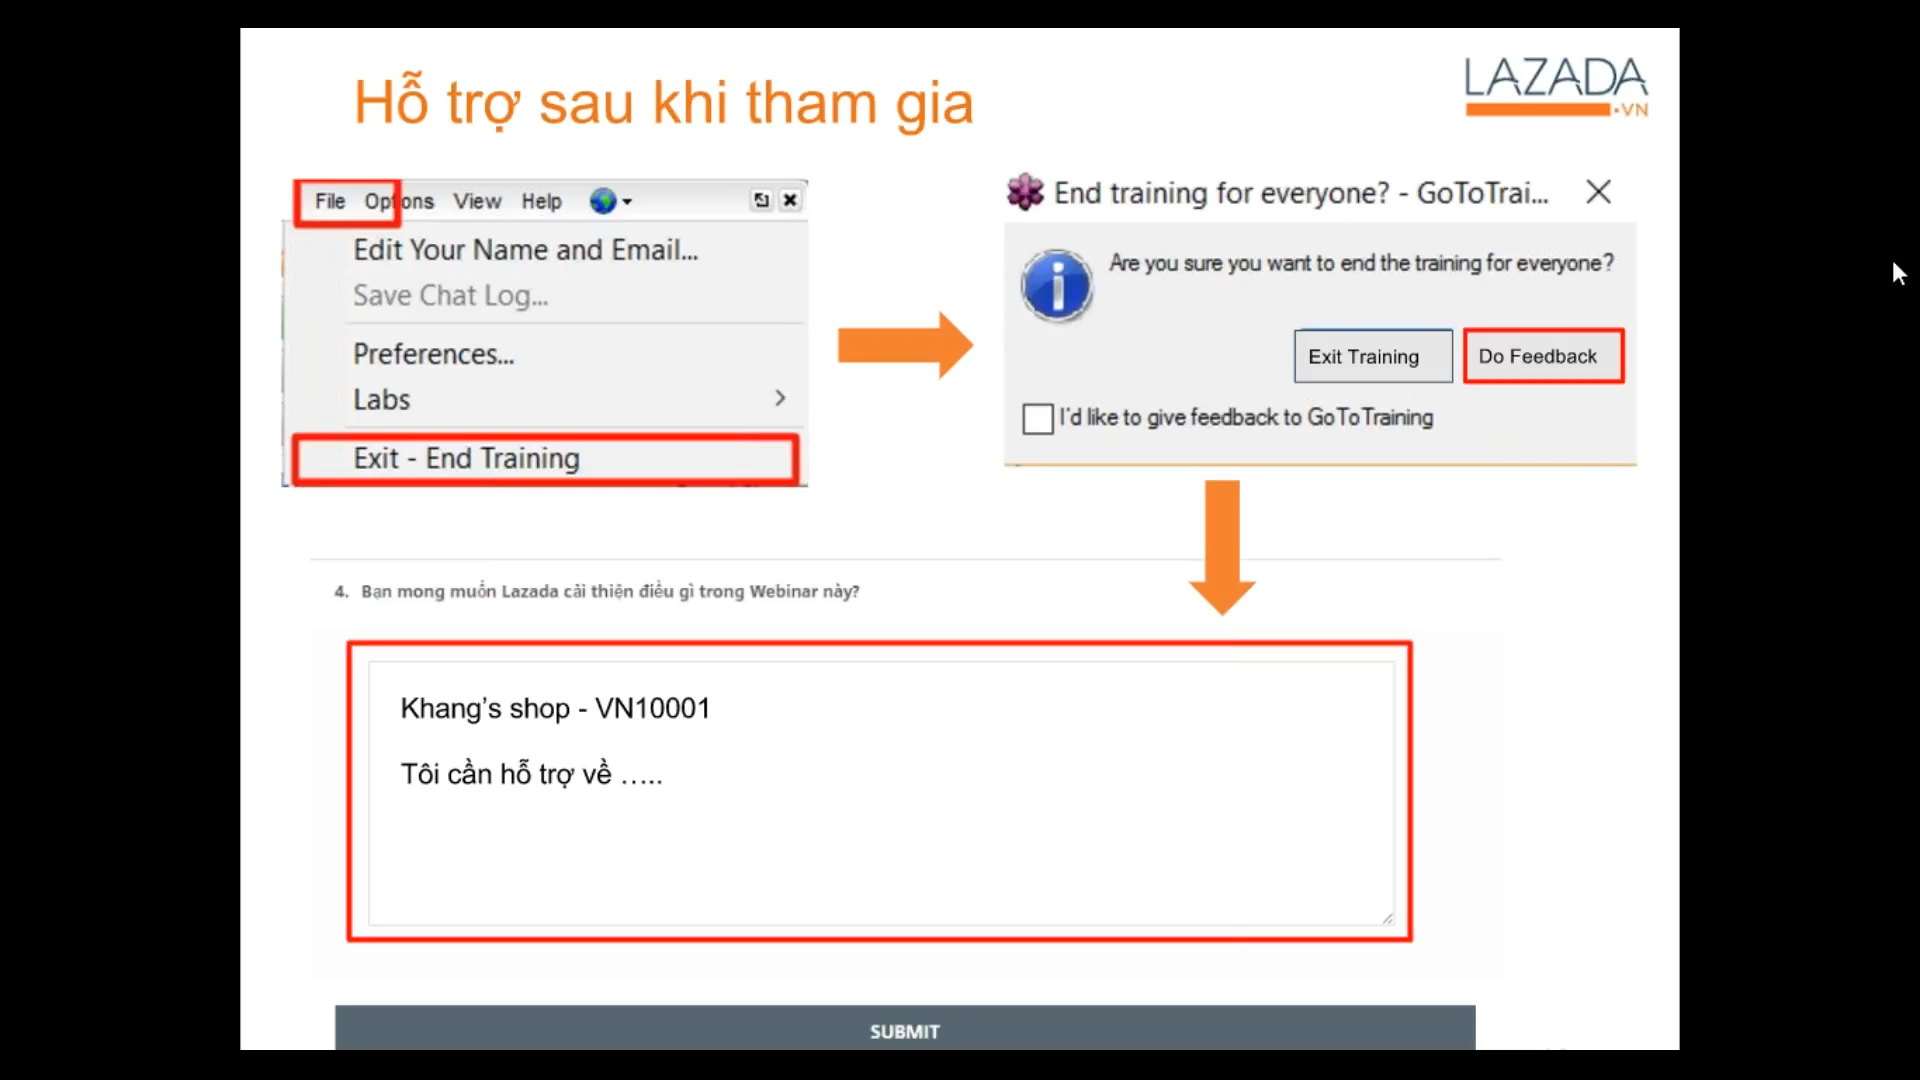 Hỗ trợ sau khi tham gia
LAZADA
.VN
File Options View Help
Edit Your Name and Email...
Save Chat Log...
Preferences...
Labs
Exit - End Training
End training for everyone? - GoToTrai...
Are you sure you want to end the training for everyone?
Exit Training
Do Feedback
I'd like to give feedback to GoToTraining
4. Bạn mong muốn Lazada cải thiện điều gì trong Webinar này?
Khang’s shop - VN10001
Tôi cần hỗ trợ về .....
SUBMIT